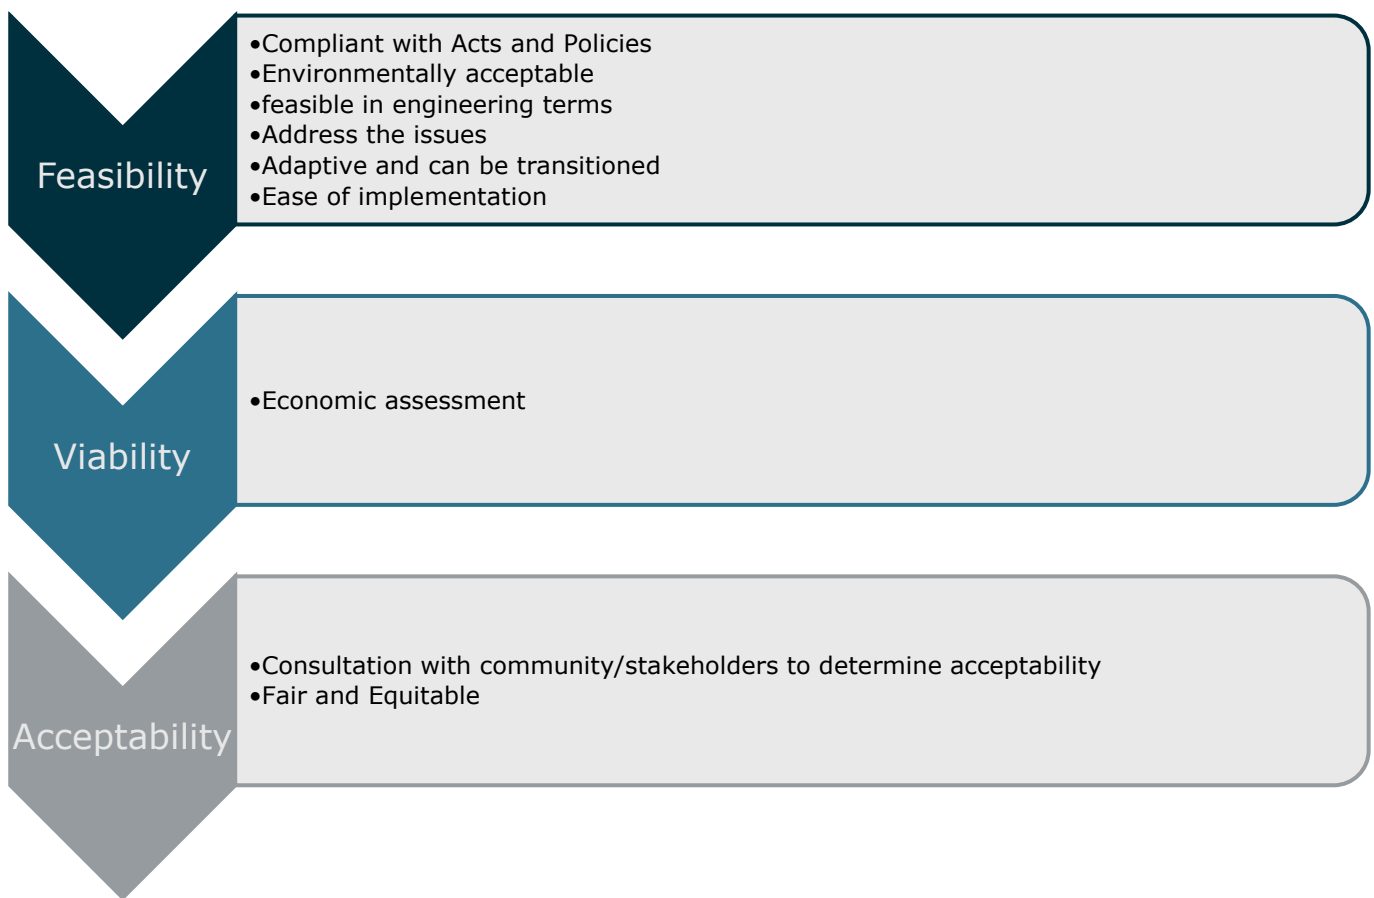 Feasibility
•Compliant with Acts and Policies
•Environmentally acceptable
•feasible in engineering terms
•Address the issues
•Adaptive and can be transitioned
•Ease of implementation
Viability
•Economic assessment
Acceptability
•Consultation with community/stakeholders to determine acceptability
•Fair and Equitable